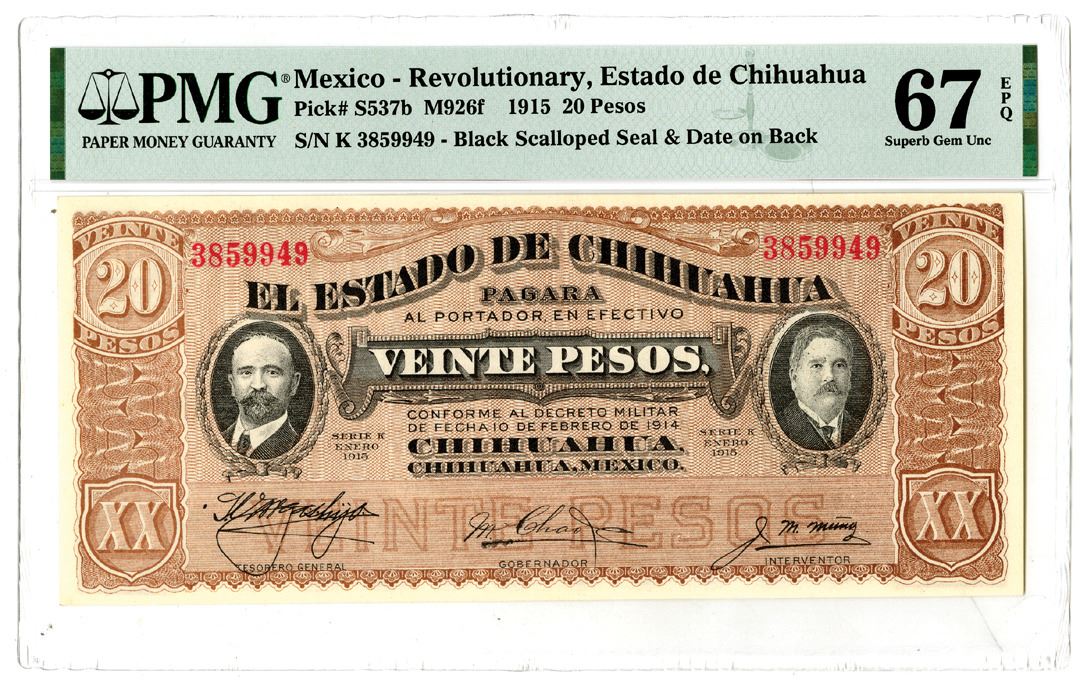 PMG®
PAPER MONEY GUARANTY
Mexico - Revolutionary, Estado de Chihuahua
Pick# S537b M926f 1915 20 Pesos
S/N K 3859949 - Black Scalloped Seal & Date on Back
67
EPQ
Superb Gem Unc
VEINTE
20
PESOS
3859949
3859949
VEINTE
20
PESOS
EL ESTADO DE CHIHUAHUA
PAGARA
AL PORTADOR EN EFECTIVO
VEINTE PESOS.
CONFORME AL DECRETO MILITAR
DE FECHA 10 DE FEBRERO DE 1914
CHIHUAHUA.
CHIHUAHUA, MEXICO.
SERIE K
ENERO
1915
SERIE K
ENERO
1915
XX
VEINTE PESOS
XX
M. Chao
J. M. Muñoz
TESORERO GENERAL
GOBERNADOR
INTERVENTOR